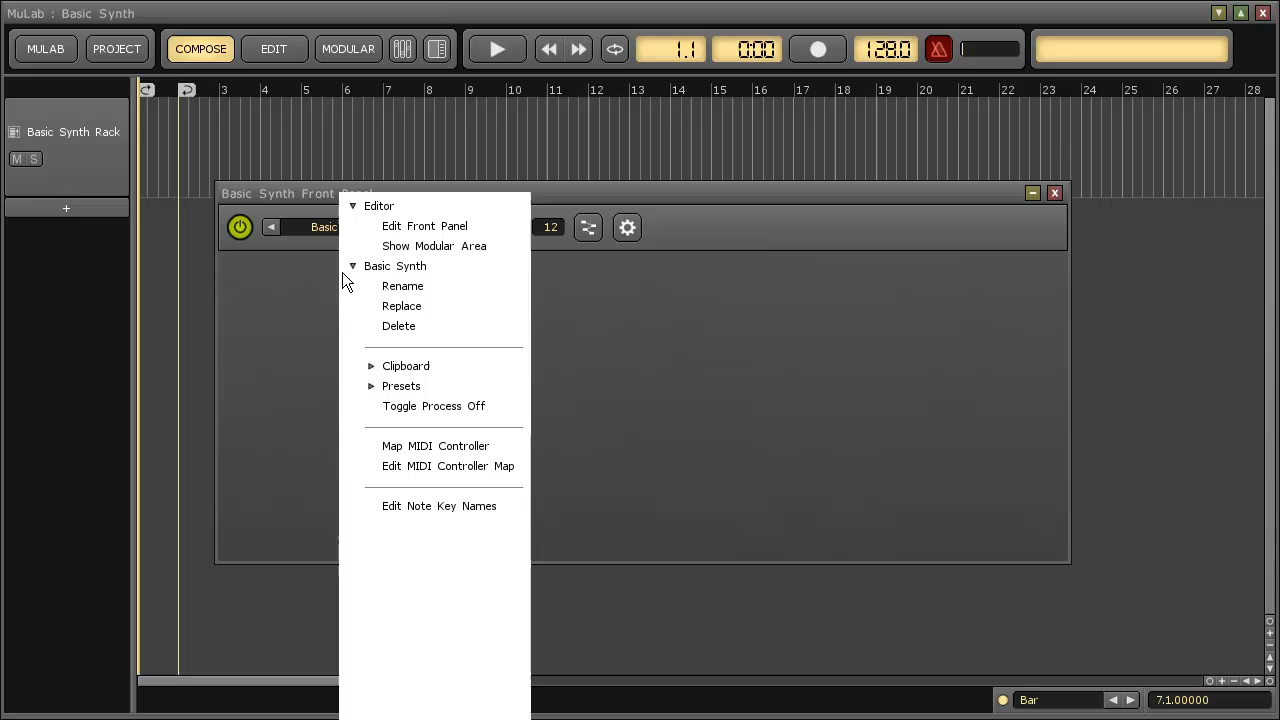 MuLab : Basic Synth
MULAB PROJECT COMPOSE EDIT MODULAR 1.1 0:00 128.0
3 4 5 6 7 8 9 10 11 12 13 14 15 16 17 18 19 20 21 22 23 24 25 26 27 28
Basic Synth Rack
M S
+
Basic Synth Front Panel
Basic 12
Editor
Edit Front Panel
Show Modular Area
Basic Synth
Rename
Replace
Delete
Clipboard
Presets
Toggle Process Off
Map MIDI Controller
Edit MIDI Controller Map
Edit Note Key Names
Bar 7.1.00000